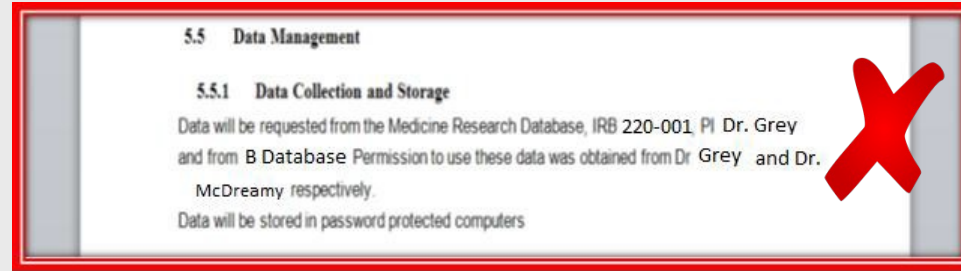 5.5 Data Management
5.5.1 Data Collection and Storage
Data will be requested from the Medicine Research Database, IRB 220-001, PI Dr. Grey
and from B Database Permission to use these data was obtained from Dr Grey and Dr.
McDreamy respectively.
Data will be stored in password protected computers